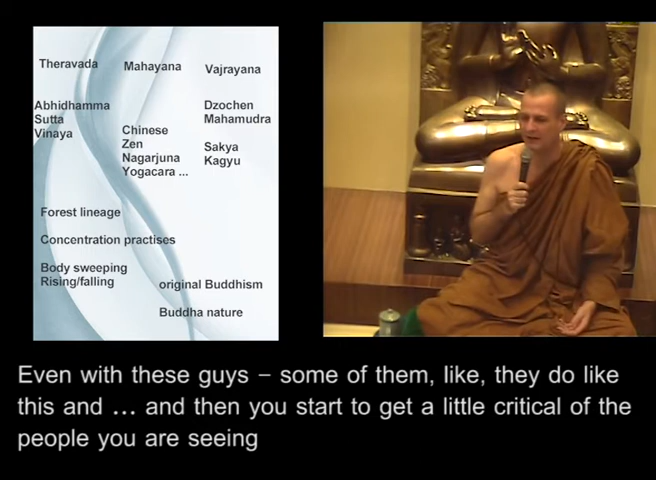 Theravada
Mahayana
Vajrayana
Abhidhamma
Sutta
Vinaya
Chinese
Zen
Nagarjuna
Yogacara ...
Dzochen
Mahamudra
Sakya
Kagyu
Forest lineage
Concentration practises
Body sweeping
Rising/falling
original Buddhism
Buddha nature
Even with these guys – some of them, like, they do like
this and ... and then you start to get a little critical of the
people you are seeing